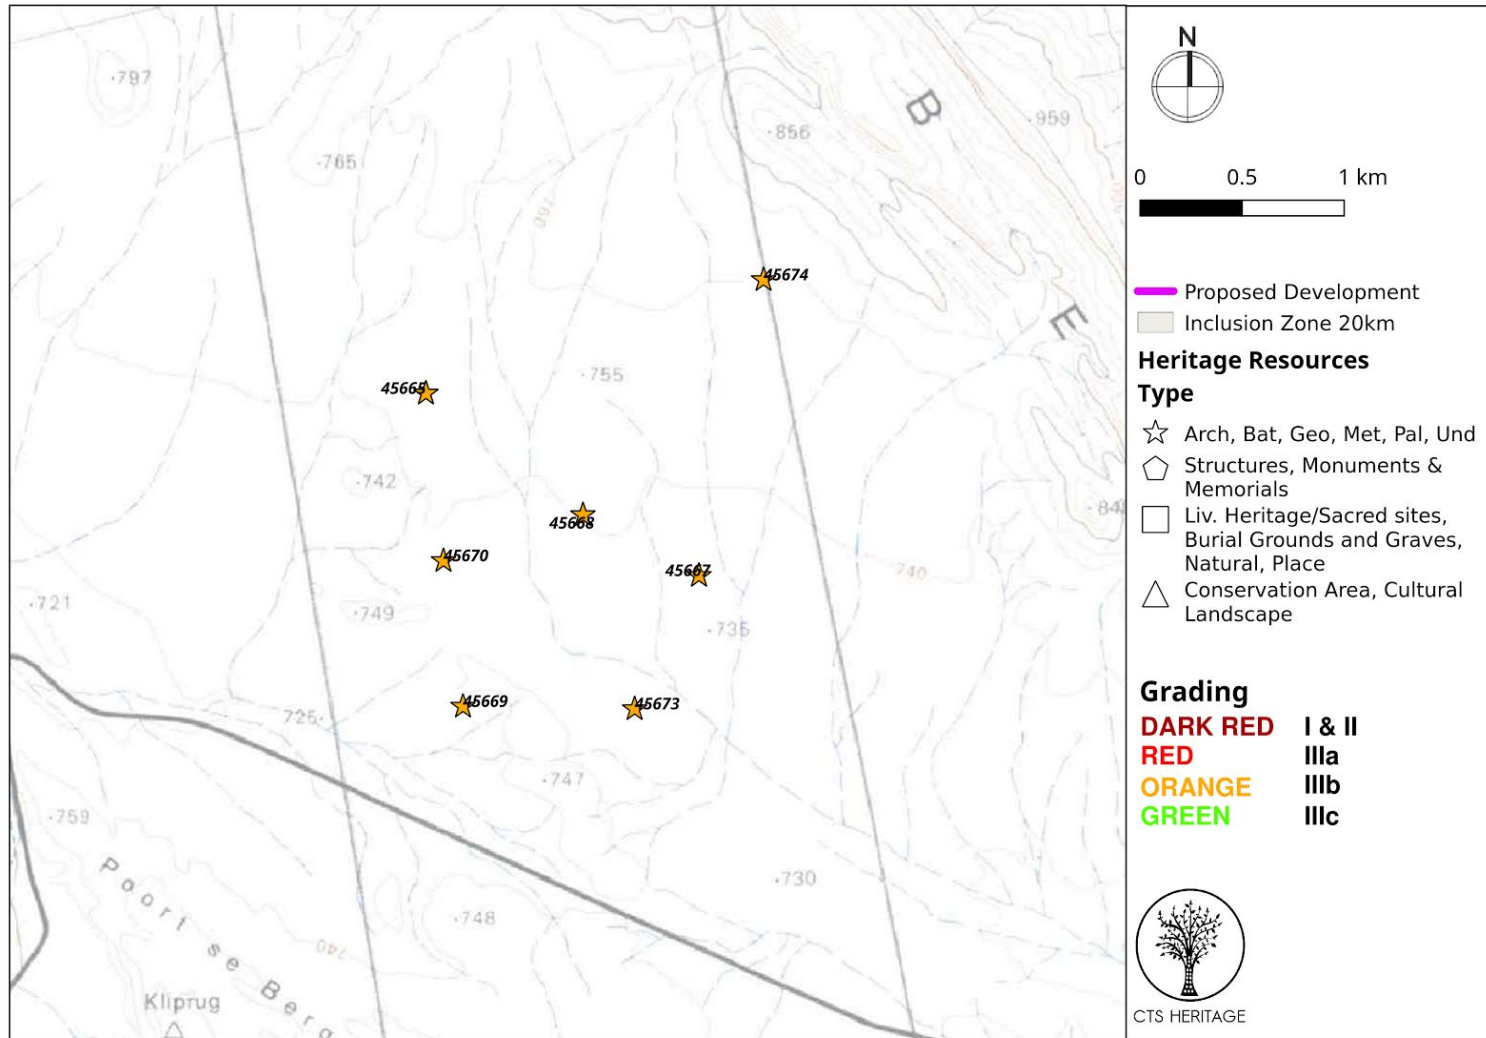 797
765
856
959
B
760
E
45674
45665
755
742
45668
45670
45667
740
721
749
735
45669
45673
725
747
759
730
748
740
Poort se Berg
Kliprug
N
0 0.5 1 km
Proposed Development
Inclusion Zone 20km
Heritage Resources
Type
Arch, Bat, Geo, Met, Pal, Und
Structures, Monuments &
Memorials
Liv. Heritage/Sacred sites,
Burial Grounds and Graves,
Natural, Place
Conservation Area, Cultural
Landscape
Grading
DARK RED I & II
RED IIIa
ORANGE IIIb
GREEN IIIc
CTS HERITAGE